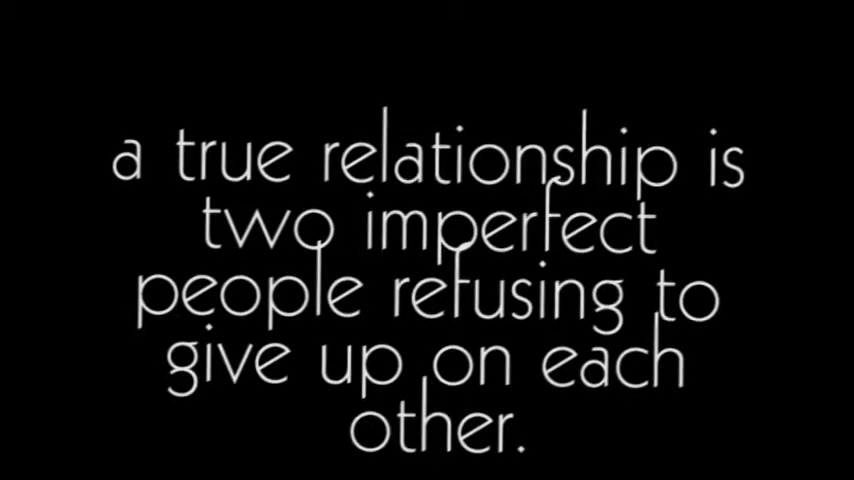 a true relationship is
two imperfect
people refusing to
give up on each
other.